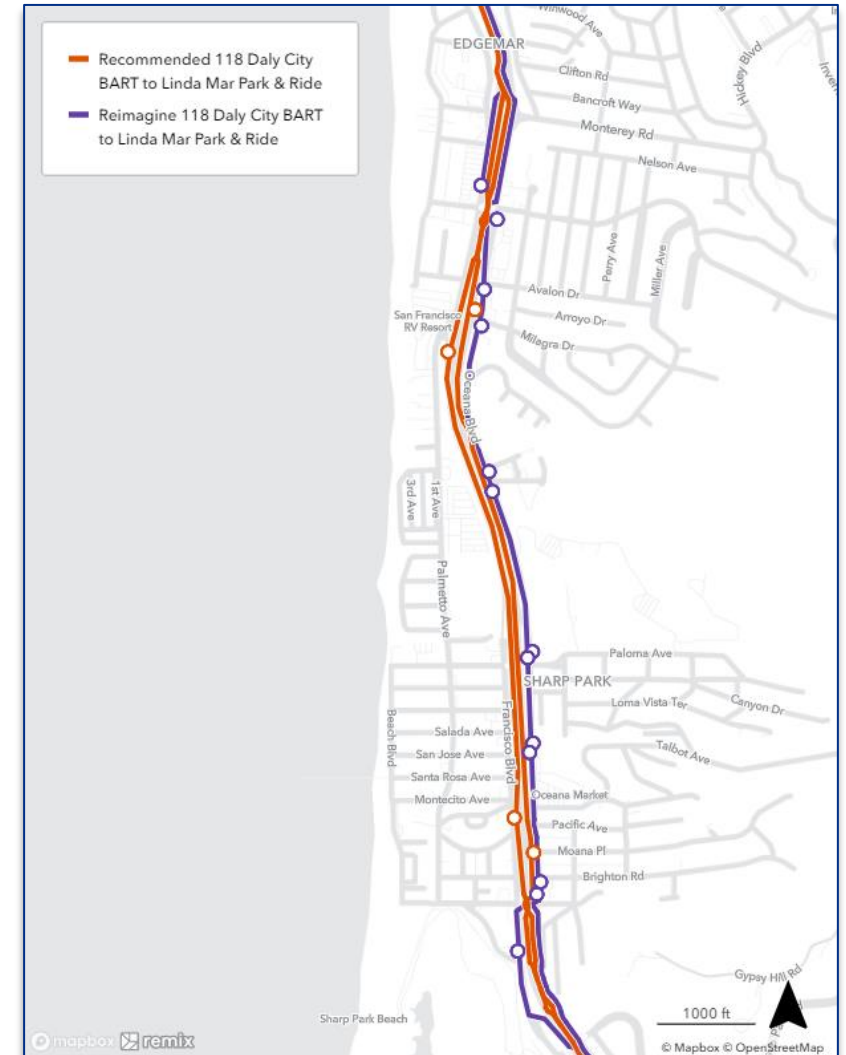 Recommended 118 Daly City
BART to Linda Mar Park & Ride
Reimagine 118 Daly City BART
to Linda Mar Park & Ride
Winwood Ave
EDGEMAR
Clifton Rd
Hickey Blvd
Bancroft Way
Monterey Rd
Nelson Ave
Perry Ave
Miller Ave
Avalon Dr
San Francisco
RV Resort
Arroyo Dr
Milagra Dr
Oceana Blvd
3rd Ave
1st Ave
Palmetto Ave
Paloma Ave
SHARP PARK
Loma Vista Ter
Canyon Dr
Beach Blvd
Francisco Blvd
Salada Ave
San Jose Ave
Talbot Ave
Santa Rosa Ave
Montecito Ave
Oceana Market
Pacific Ave
Moana Pl
Brighton Rd
Gypsy Hill Rd
1000 ft
Sharp Park Beach
mapbox remix
© Mapbox © OpenStreetMap